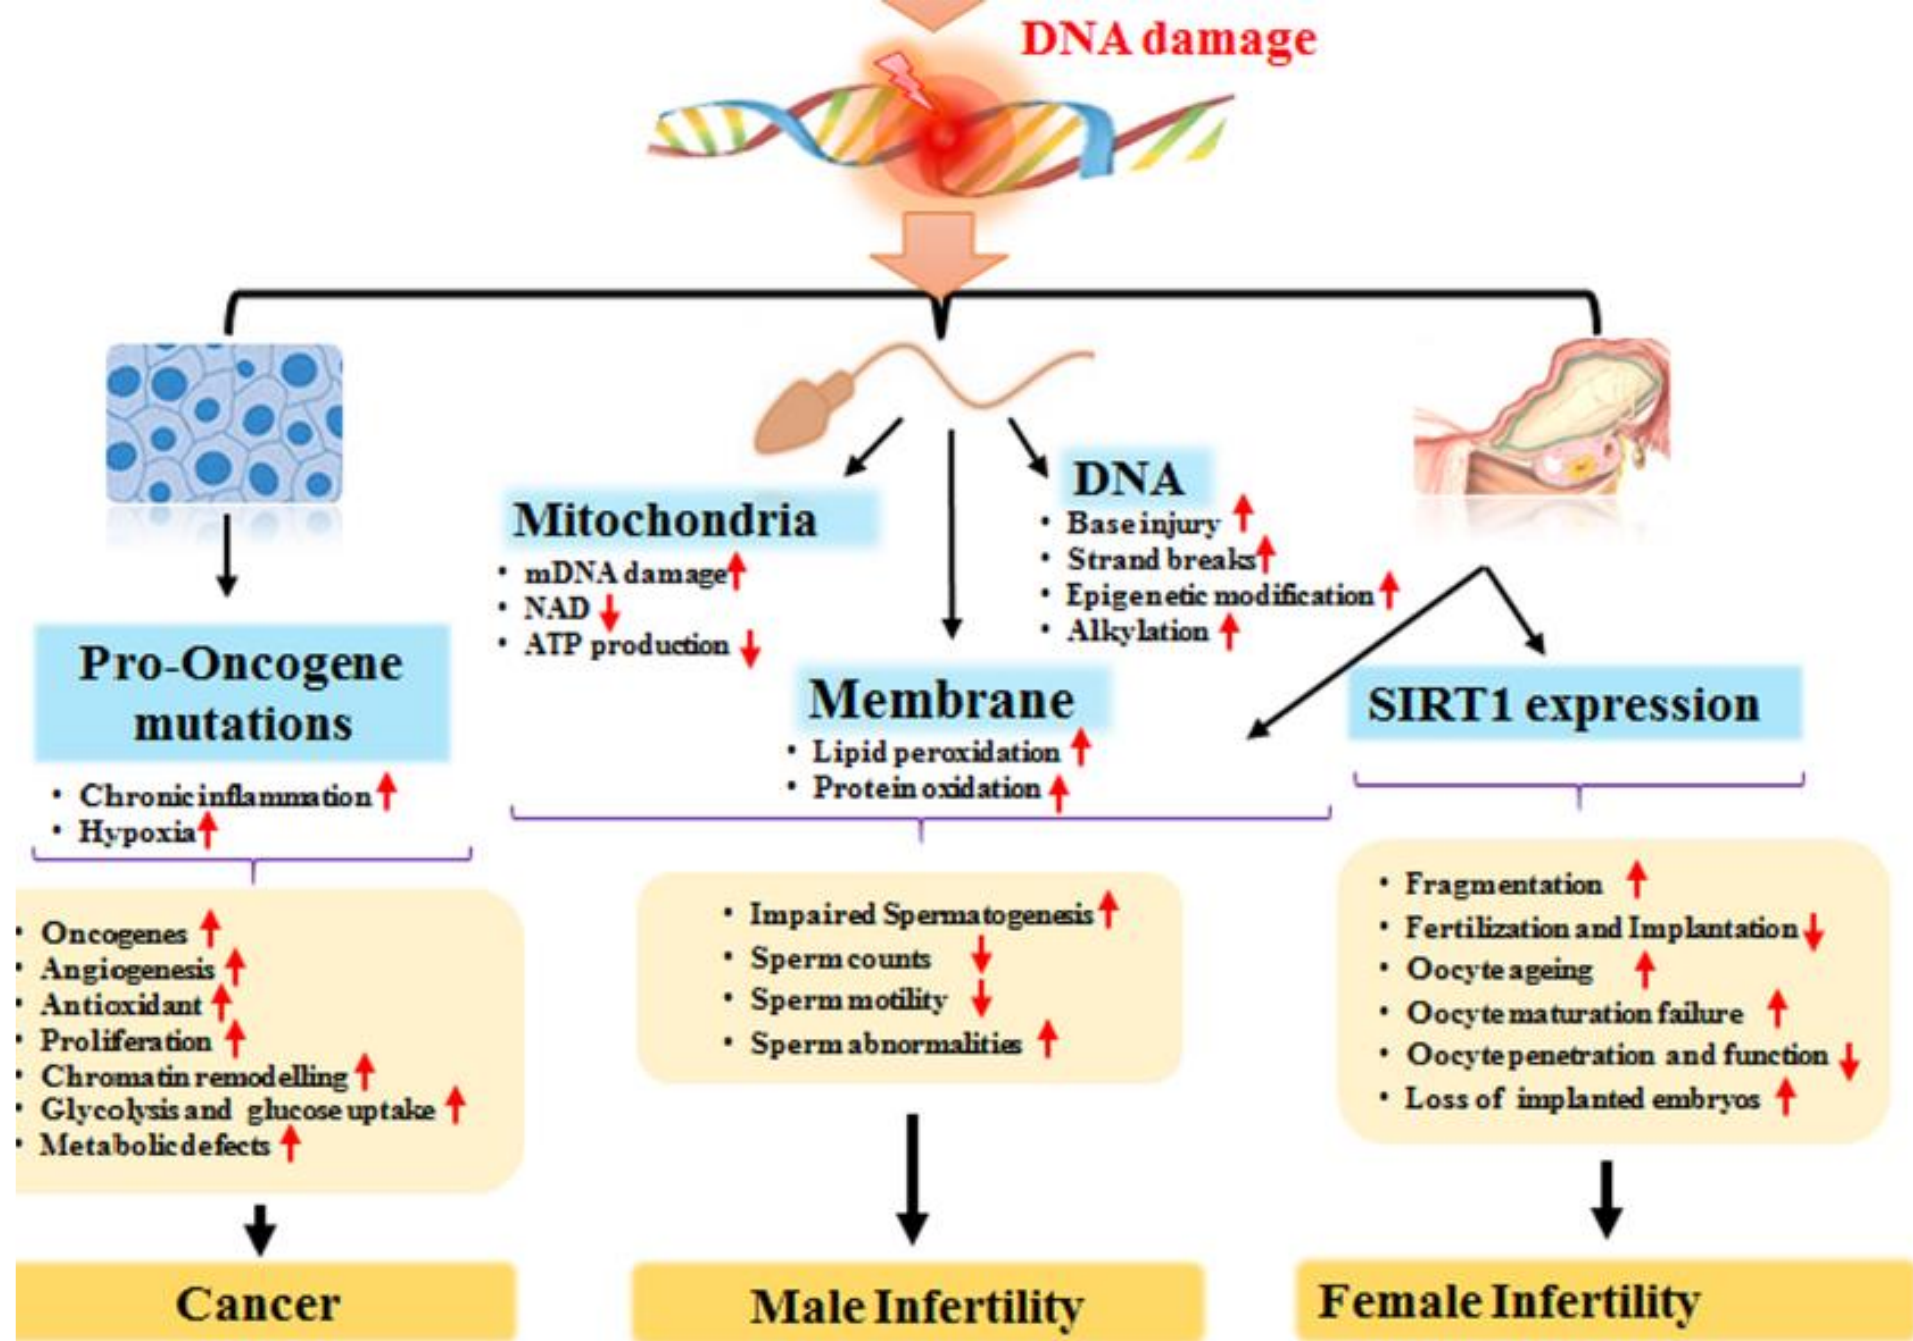 DNA damage
Pro-Oncogene
mutations
• Chronic inflammation
• Hypoxia
• Oncogenes
• Angiogenesis
• Antioxidant
• Proliferation
• Chromatin remodelling
• Glycolysis and glucose uptake
• Metabolic defects
Cancer
Mitochondria
• mDNA damage
• NAD
• ATP production
DNA
• Base injury
• Strand breaks
• Epigenetic modification
• Alkylation
Membrane
• Lipid peroxidation
• Protein oxidation
• Impaired Spermatogenesis
• Sperm counts
• Sperm motility
• Sperm abnormalities
Male Infertility
SIRT1 expression
• Fragmentation
• Fertilization and Implantation
• Oocyte ageing
• Oocyte maturation failure
• Oocyte penetration and function
• Loss of implanted embryos
Female Infertility